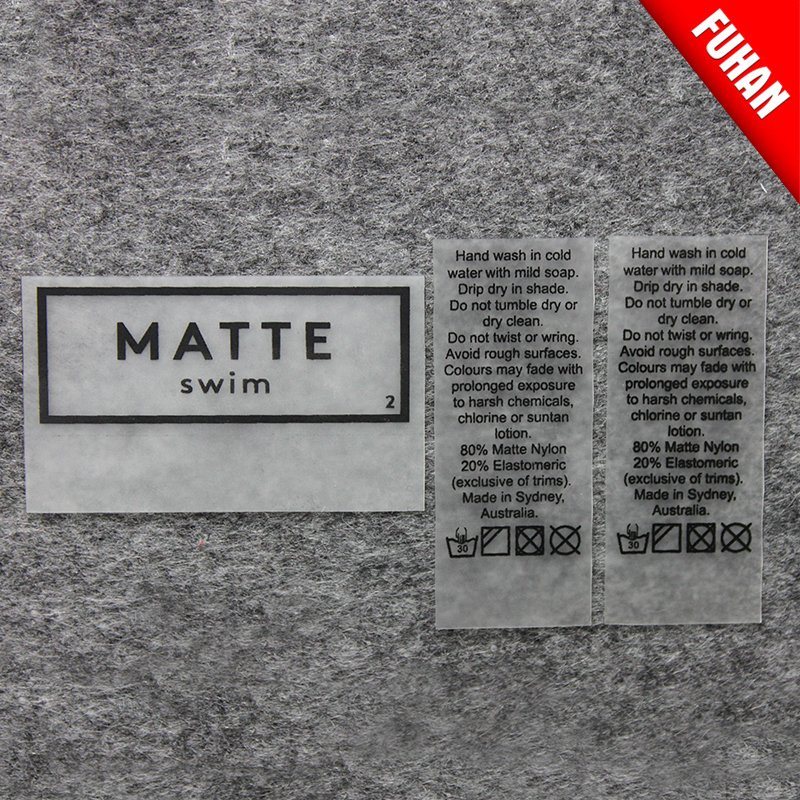 FUHAN
MATTE
swim
2
Hand wash in cold
water with mild soap.
Drip dry in shade.
Do not tumble dry or
dry clean.
Do not twist or wring.
Avoid rough surfaces.
Colours may fade with
prolonged exposure
to harsh chemicals,
chlorine or suntan
lotion.
80% Matte Nylon
20% Elastomeric
(exclusive of trims).
Made in Sydney,
Australia.
30
Hand wash in cold
water with mild soap.
Drip dry in shade.
Do not tumble dry or
dry clean.
Do not twist or wring.
Avoid rough surfaces.
Colours may fade with
prolonged exposure
to harsh chemicals,
chlorine or suntan
lotion.
80% Matte Nylon
20% Elastomeric
(exclusive of trims).
Made in Sydney,
Australia.
30